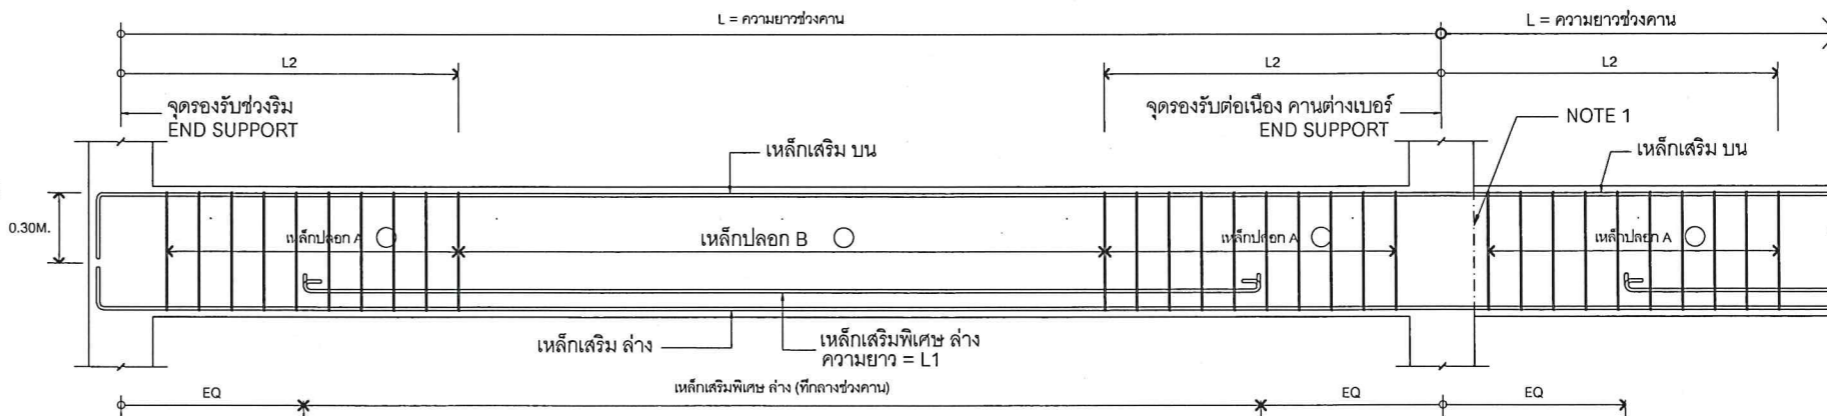 L = ความยาวช่วงคาน
L = ความยาวช่วงคาน
L2
L2
L2
จุดรองรับช่วงริม
END SUPPORT
จุดรองรับต่อเนื่อง คานต่างเบอร์
END SUPPORT
NOTE 1
เหล็กเสริม บน
เหล็กเสริม บน
0.30M.
เหล็กปลอก A
เหล็กปลอก B
เหล็กปลอก A
เหล็กปลอก A
เหล็กเสริม ล่าง
เหล็กเสริมพิเศษ ล่าง
ความยาว = L1
EQ
เหล็กเสริมพิเศษ ล่าง (ที่กลางช่วงคาน)
EQ
EQ